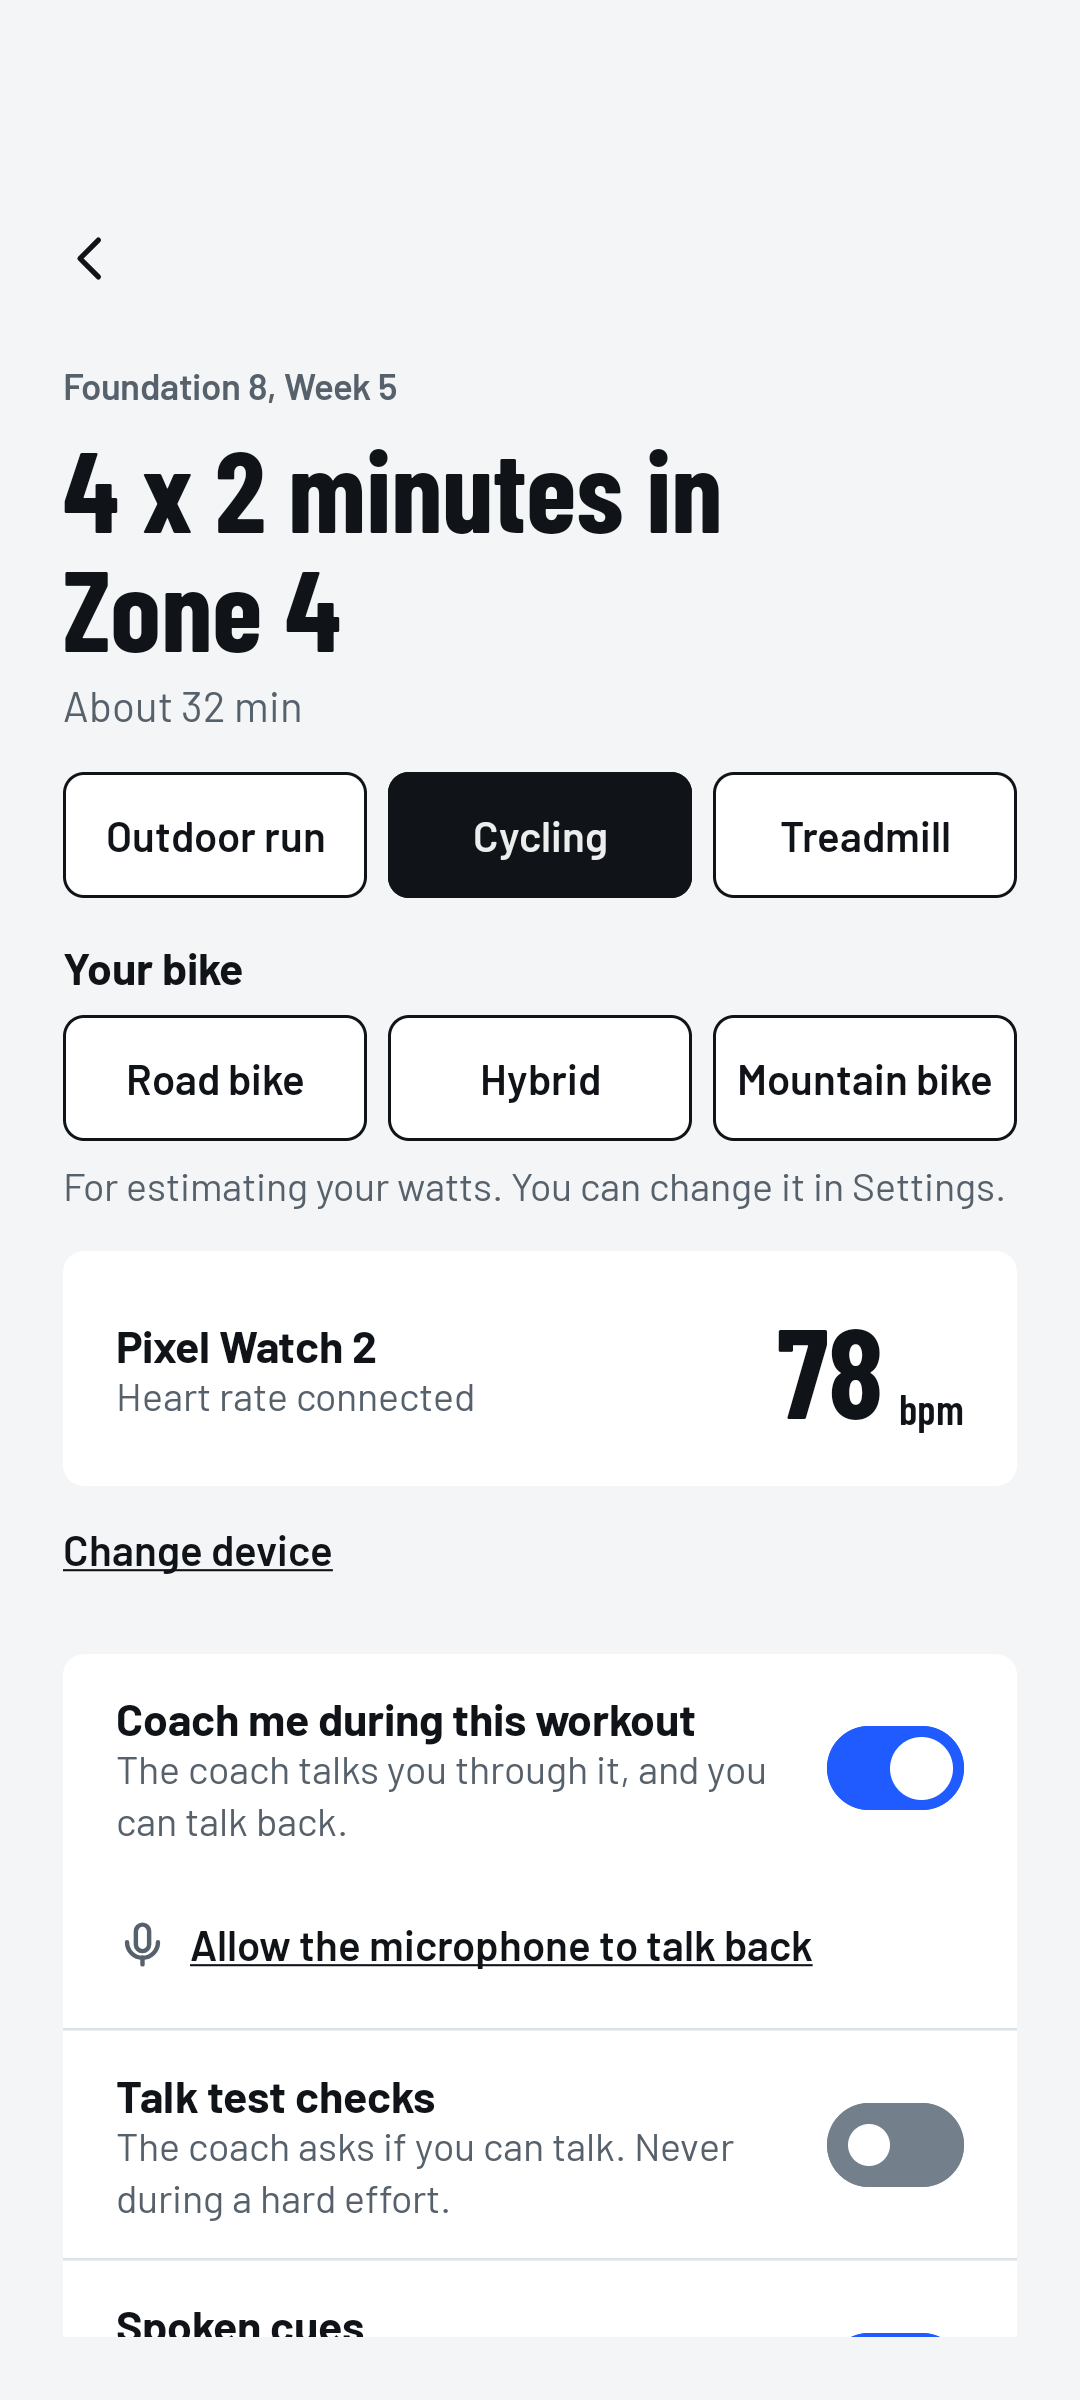 Foundation 8, Week 5
4 x 2 minutes in
Zone 4
About 32 min
Outdoor run
Cycling
Treadmill
Your bike
Road bike
Hybrid
Mountain bike
For estimating your watts. You can change it in Settings.
Pixel Watch 2
Heart rate connected
78 bpm
Change device
Coach me during this workout
The coach talks you through it, and you
can talk back.
Allow the microphone to talk back
Talk test checks
The coach asks if you can talk. Never
during a hard effort.
Spoken cues